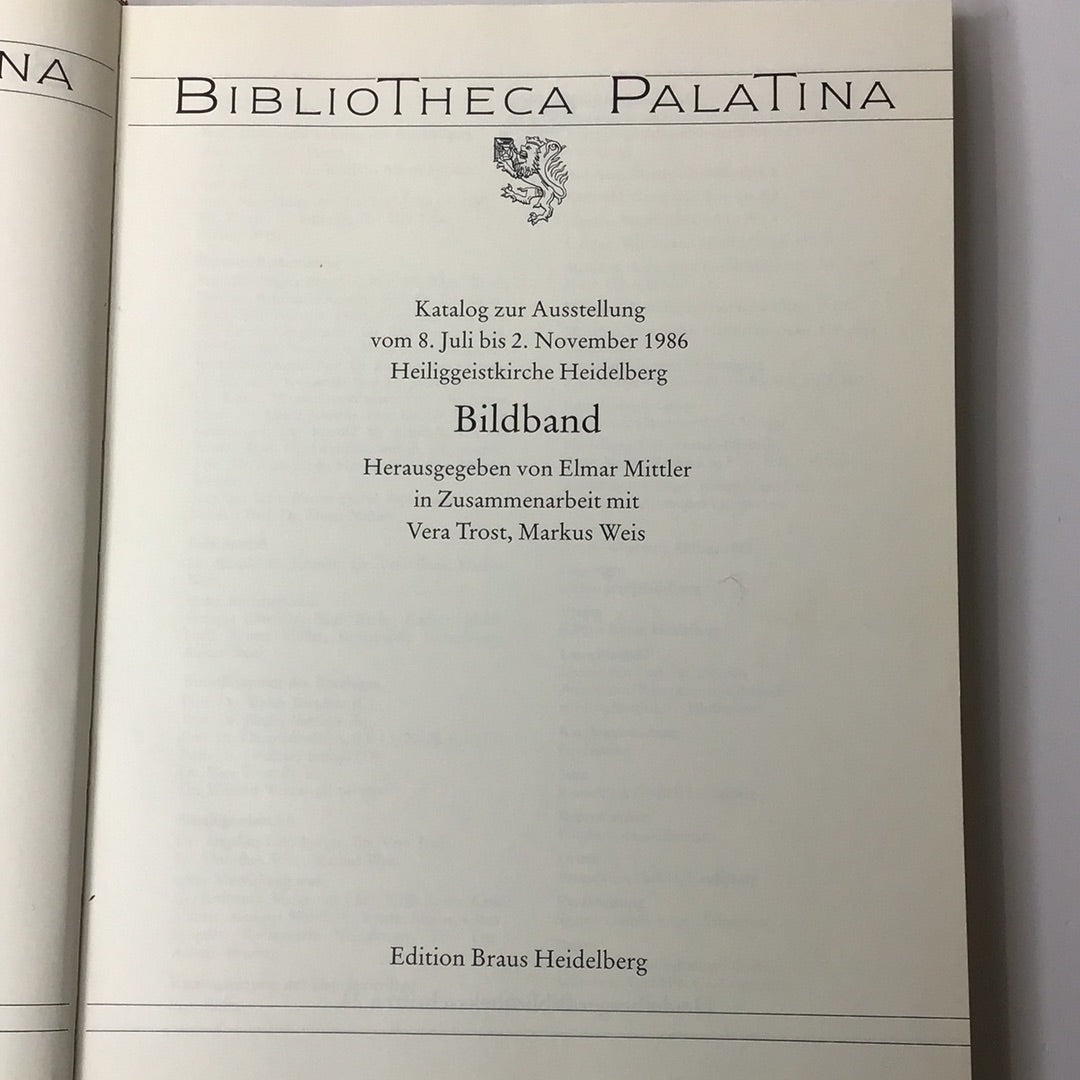 NA
BIBLIOTHECA PALATINA
Katalog zur Ausstellung
vom 8. Juli bis 2. November 1986
Heiliggeistkirche Heidelberg
Bildband
Herausgegeben von Elmar Mittler
in Zusammenarbeit mit
Vera Trost, Markus Weis
Edition Braus Heidelberg